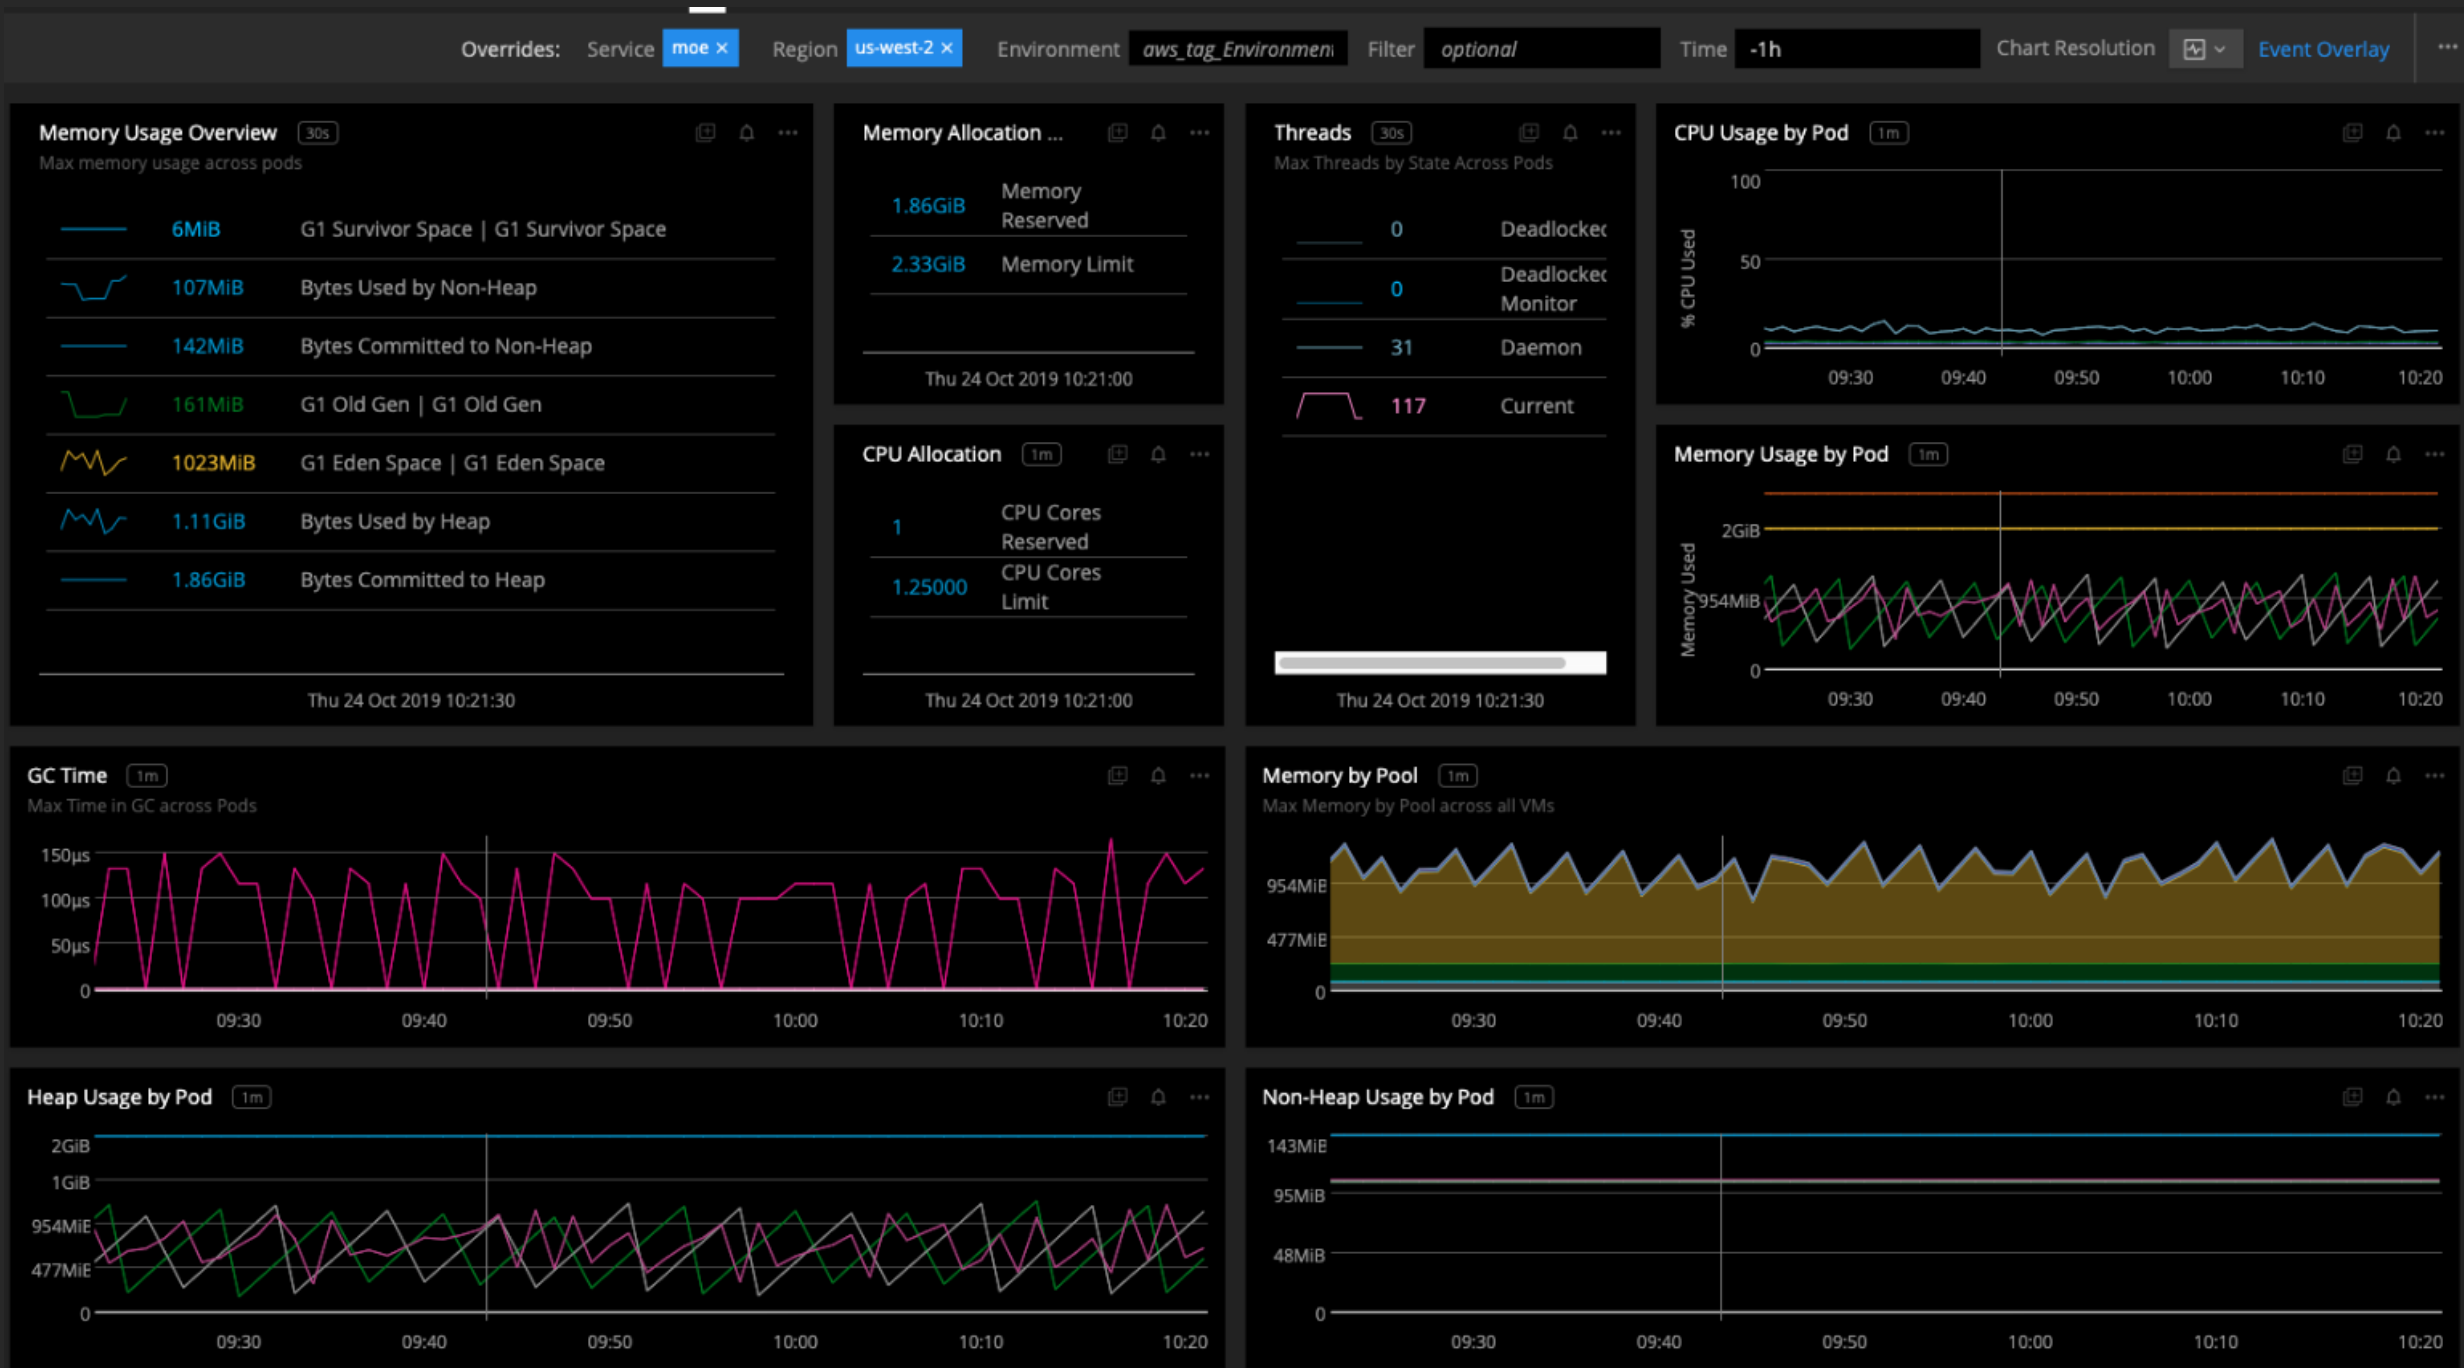 Overrides: Service moe × Region us-west-2 × Environment aws_tag_Environment Filter optional Time -1h Chart Resolution Event Overlay
Memory Usage Overview 30s
Max memory usage across pods
6MiB G1 Survivor Space | G1 Survivor Space
107MiB Bytes Used by Non-Heap
142MiB Bytes Committed to Non-Heap
161MiB G1 Old Gen | G1 Old Gen
1023MiB G1 Eden Space | G1 Eden Space
1.11GiB Bytes Used by Heap
1.86GiB Bytes Committed to Heap
Thu 24 Oct 2019 10:21:30
Memory Allocation ...
1.86GiB Memory
Reserved
2.33GiB Memory Limit
Thu 24 Oct 2019 10:21:00
CPU Allocation 1m
1 CPU Cores
Reserved
1.25000 CPU Cores
Limit
Thu 24 Oct 2019 10:21:00
Threads 30s
Max Threads by State Across Pods
0 Deadlocked
0 Deadlocked
Monitor
31 Daemon
117 Current
Thu 24 Oct 2019 10:21:30
CPU Usage by Pod 1m
% CPU Used
100
50
0
09:30 09:40 09:50 10:00 10:10 10:20
Memory Usage by Pod 1m
Memory Used
2GiB
954MiB
0
09:30 09:40 09:50 10:00 10:10 10:20
GC Time 1m
Max Time in GC across Pods
150µs
100µs
50µs
0
09:30 09:40 09:50 10:00 10:10 10:20
Memory by Pool 1m
Max Memory by Pool across all VMs
954MiB
477MiB
0
09:30 09:40 09:50 10:00 10:10 10:20
Heap Usage by Pod 1m
2GiB
1GiB
954MiB
477MiB
0
09:30 09:40 09:50 10:00 10:10 10:20
Non-Heap Usage by Pod 1m
143MiB
95MiB
48MiB
0
09:30 09:40 09:50 10:00 10:10 10:20